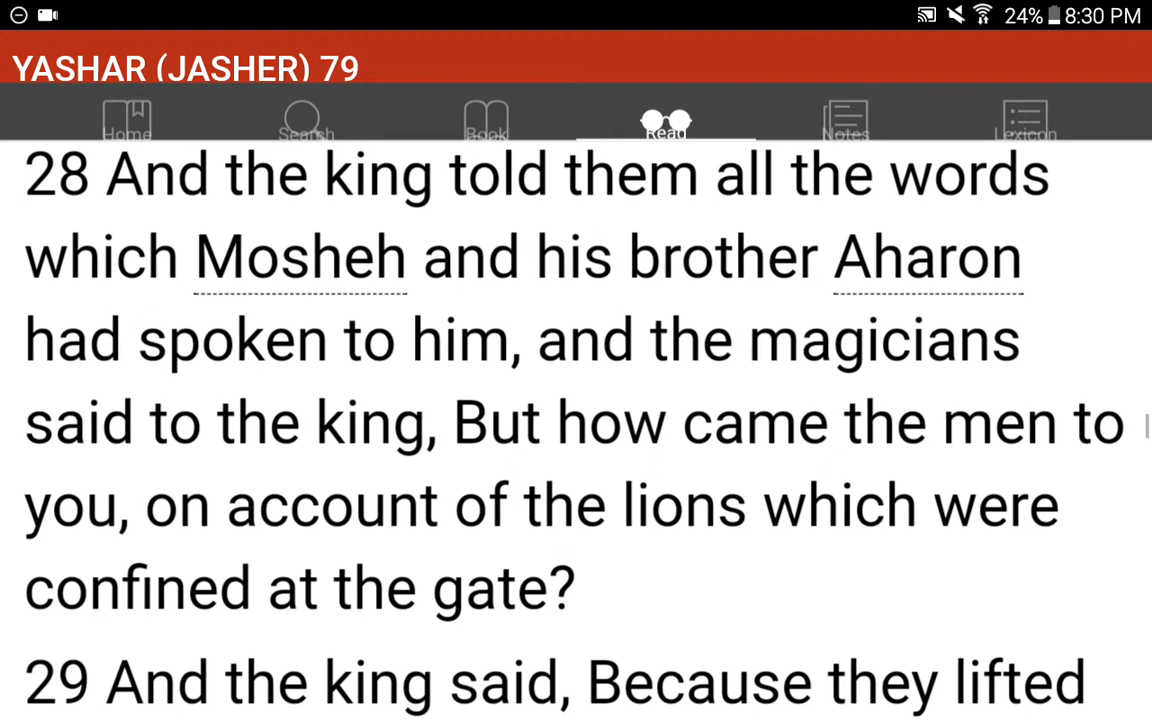 24% 8:30 PM
YASHAR (JASHER) 79
Home Search Book Read Notes Lexicon
28 And the king told them all the words
which Mosheh and his brother Aharon
had spoken to him, and the magicians
said to the king, But how came the men to
you, on account of the lions which were
confined at the gate?
29 And the king said, Because they lifted